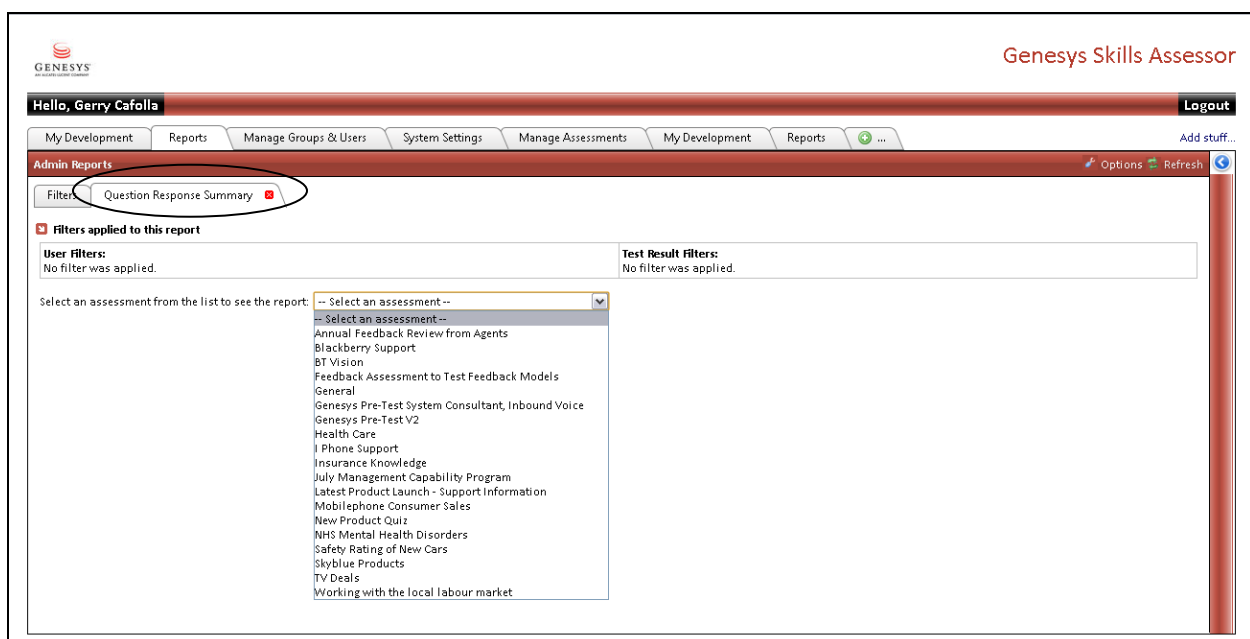 GENESYS
AN ALCATEL-LUCENT COMPANY
Genesys Skills Assessor
Hello, Gerry Cafolla
Logout
My Development
Reports
Manage Groups & Users
System Settings
Manage Assessments
My Development
Reports
...
Add stuff...
Admin Reports
Options
Refresh
Filters
Question Response Summary
Filters applied to this report
User Filters:
No filter was applied.
Test Result Filters:
No filter was applied.
Select an assessment from the list to see the report: -- Select an assessment --
-- Select an assessment --
Annual Feedback Review from Agents
Blackberry Support
BT Vision
Feedback Assessment to Test Feedback Models
General
Genesys Pre-Test System Consultant, Inbound Voice
Genesys Pre-Test V2
Health Care
I Phone Support
Insurance Knowledge
July Management Capability Program
Latest Product Launch - Support Information
Mobilephone Consumer Sales
New Product Quiz
NHS Mental Health Disorders
Safety Rating of New Cars
Skyblue Products
TV Deals
Working with the local labour market